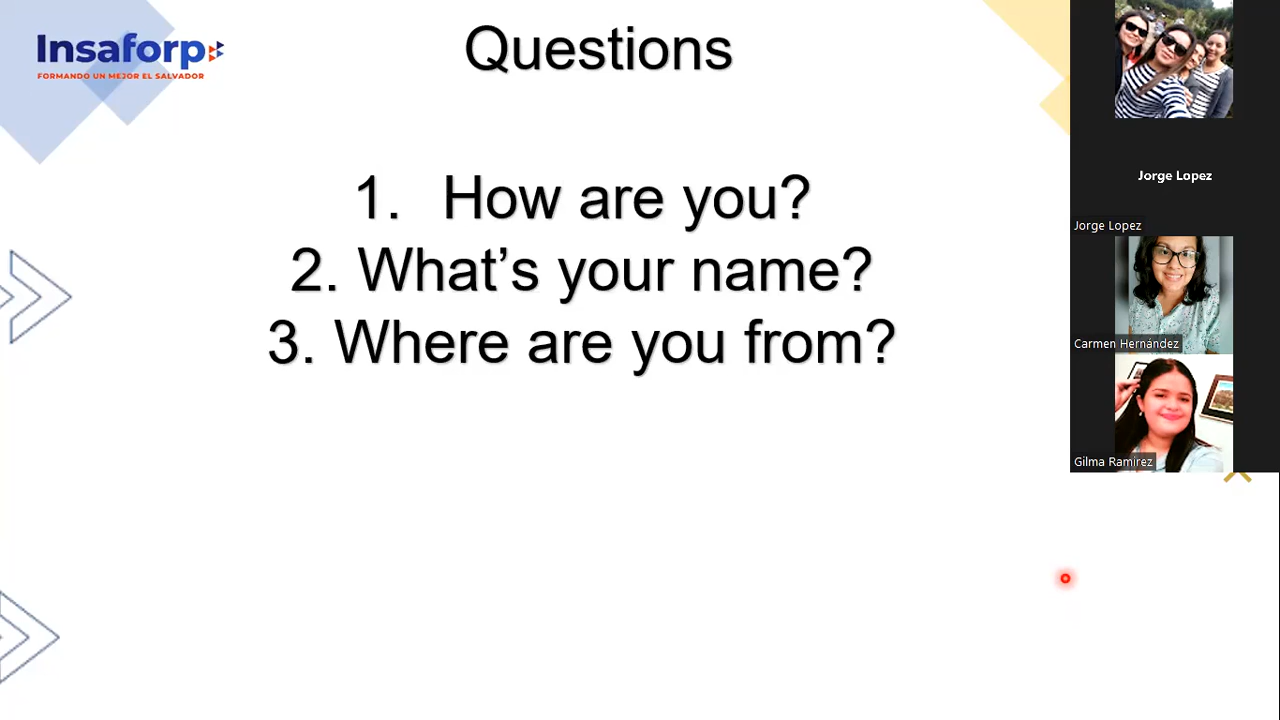 Insaforp
FORMANDO UN MEJOR EL SALVADOR
Questions
1. How are you?
2. What’s your name?
3. Where are you from?
Jorge Lopez
Jorge Lopez
Carmen Hernández
Gilma Ramirez